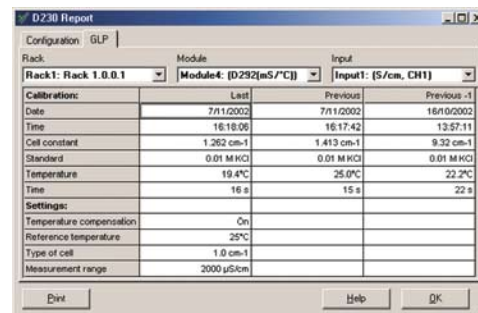 D230 Report
Configuration GLP
Rack Module Input
Rack1: Rack 1.0.0.1 Module4: (D292(mS/°C)) Input1: (S/cm, CH1)
Calibration: Last Previous Previous -1
Date 7/11/2002 7/11/2002 16/10/2002
Time 16:18:06 16:17:42 13:57:11
Cell constant 1.262 cm-1 1.413 cm-1 9.32 cm-1
Standard 0.01 M KCl 0.01 M KCl 0.01 M KCl
Temperature 19.4°C 25.0°C 22.2°C
Time 16 s 15 s 22 s
Settings:
Temperature compensation On
Reference temperature 25°C
Type of cell 1.0 cm-1
Measurement range 2000 µS/cm
Print Help OK